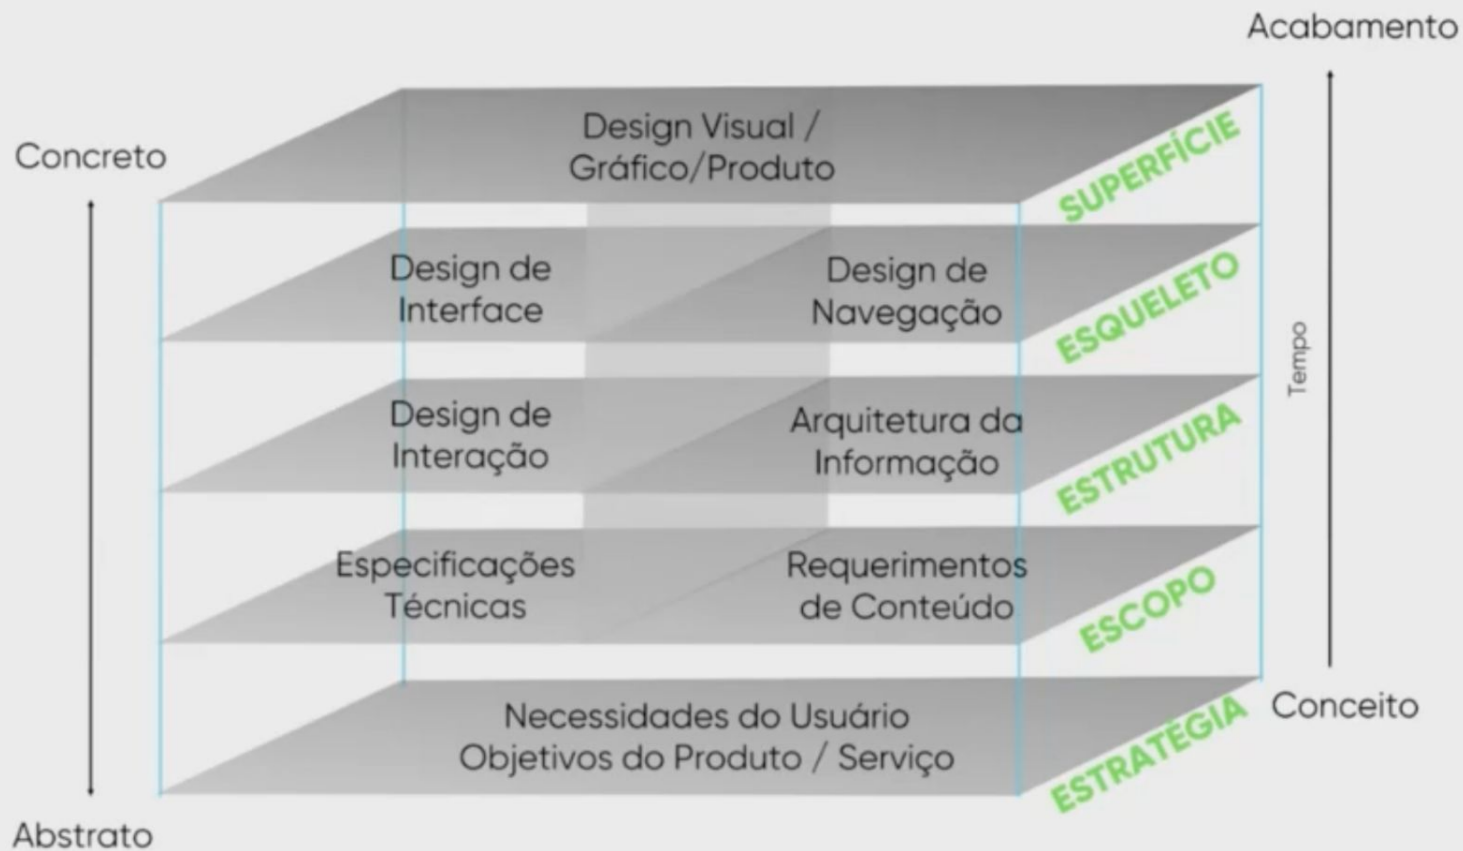 Acabamento
Concreto
Design Visual /
Gráfico/Produto
SUPERFÍCIE
Design de
Interface
Design de
Navegação
ESQUELETO
Tempo
Design de
Interação
Arquitetura da
Informação
ESTRUTURA
Especificações
Técnicas
Requerimentos
de Conteúdo
ESCOPO
Necessidades do Usuário
Objetivos do Produto / Serviço
ESTRATÉGIA
Conceito
Abstrato